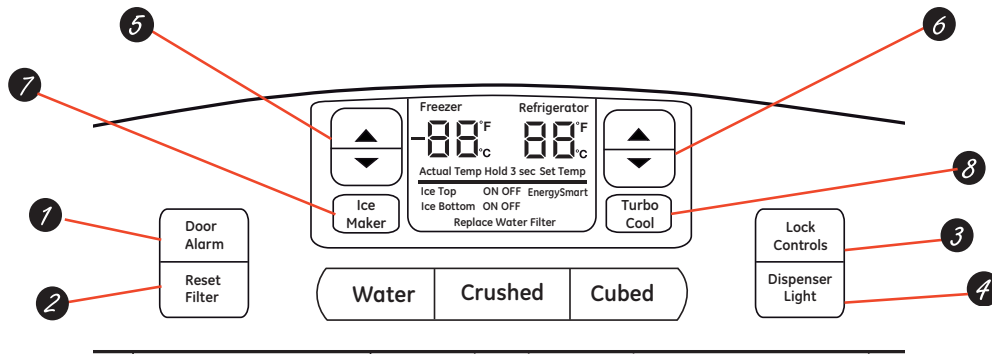 5
6
7
Freezer Refrigerator
-88°F °C 88°F °C
Actual Temp Hold 3 sec Set Temp
Ice Top ON OFF EnergySmart
Ice Bottom ON OFF
Replace Water Filter
Ice
Maker
Turbo
Cool
8
1
Door
Alarm
Reset
Filter
2
Lock
Controls
3
Dispenser
Light
4
Water Crushed Cubed